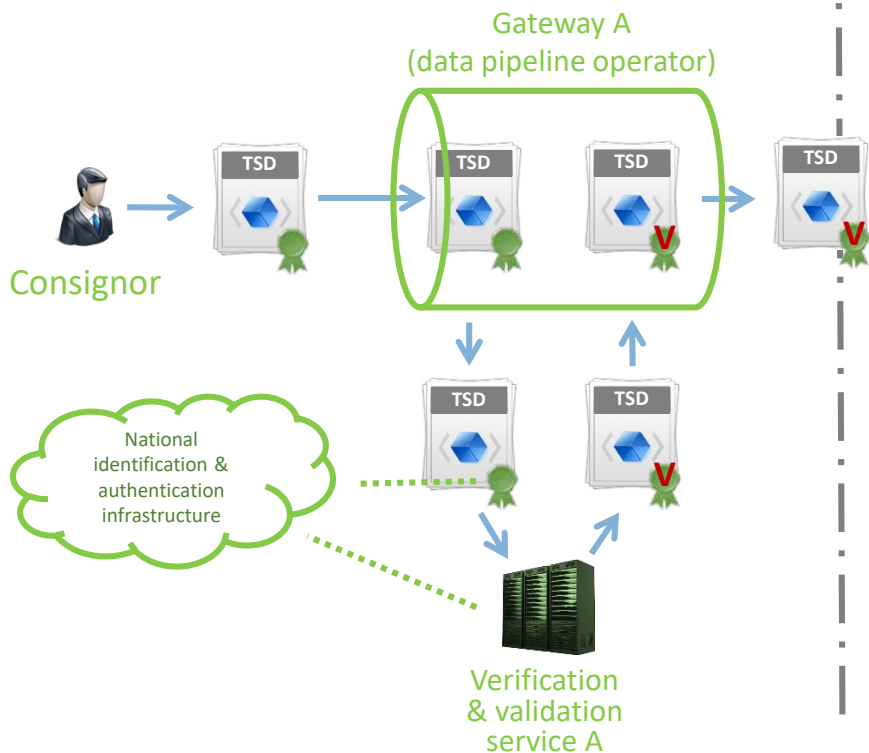 Gateway A
(data pipeline operator)
TSD
TSD
TSD
TSD
V
V
Consignor
TSD
TSD
V
National
identification &
authentication
infrastructure
Verification
& validation
service A